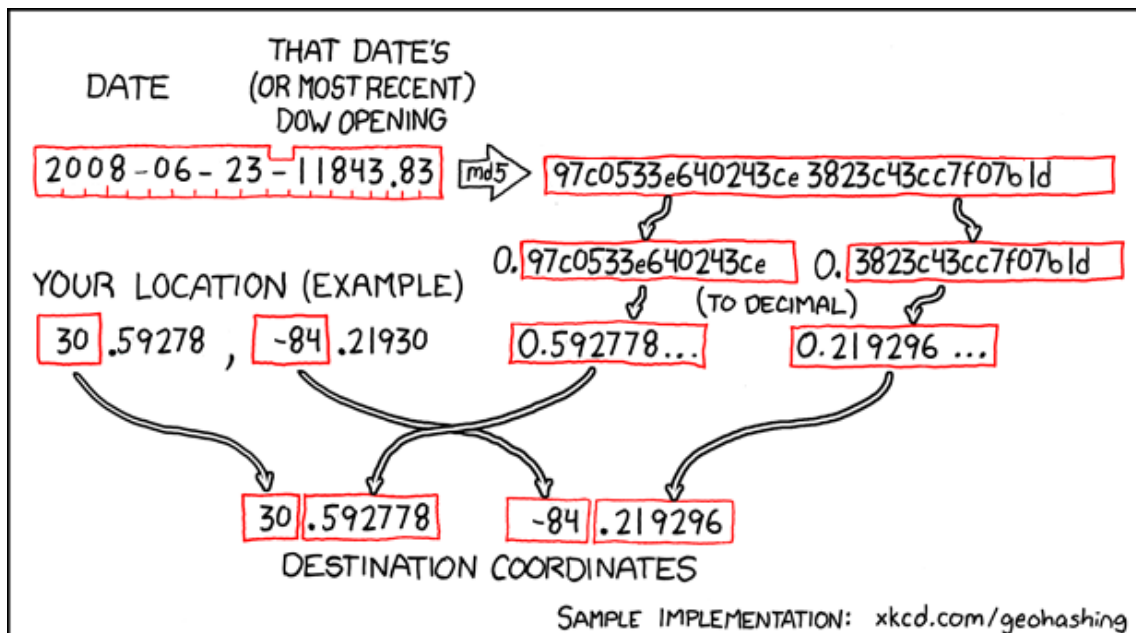 DATE
THAT DATE'S
(OR MOST RECENT)
DOW OPENING
2008-06-23-11843.83
md5
97c0533e640243ce3823c43cc7f07b1d
0.97c0533e640243ce
0.3823c43cc7f07b1d
(TO DECIMAL)
YOUR LOCATION (EXAMPLE)
30.59278, -84.21930
0.592778...
0.219296...
30.592778
-84.219296
DESTINATION COORDINATES
SAMPLE IMPLEMENTATION: xkcd.com/geohashing